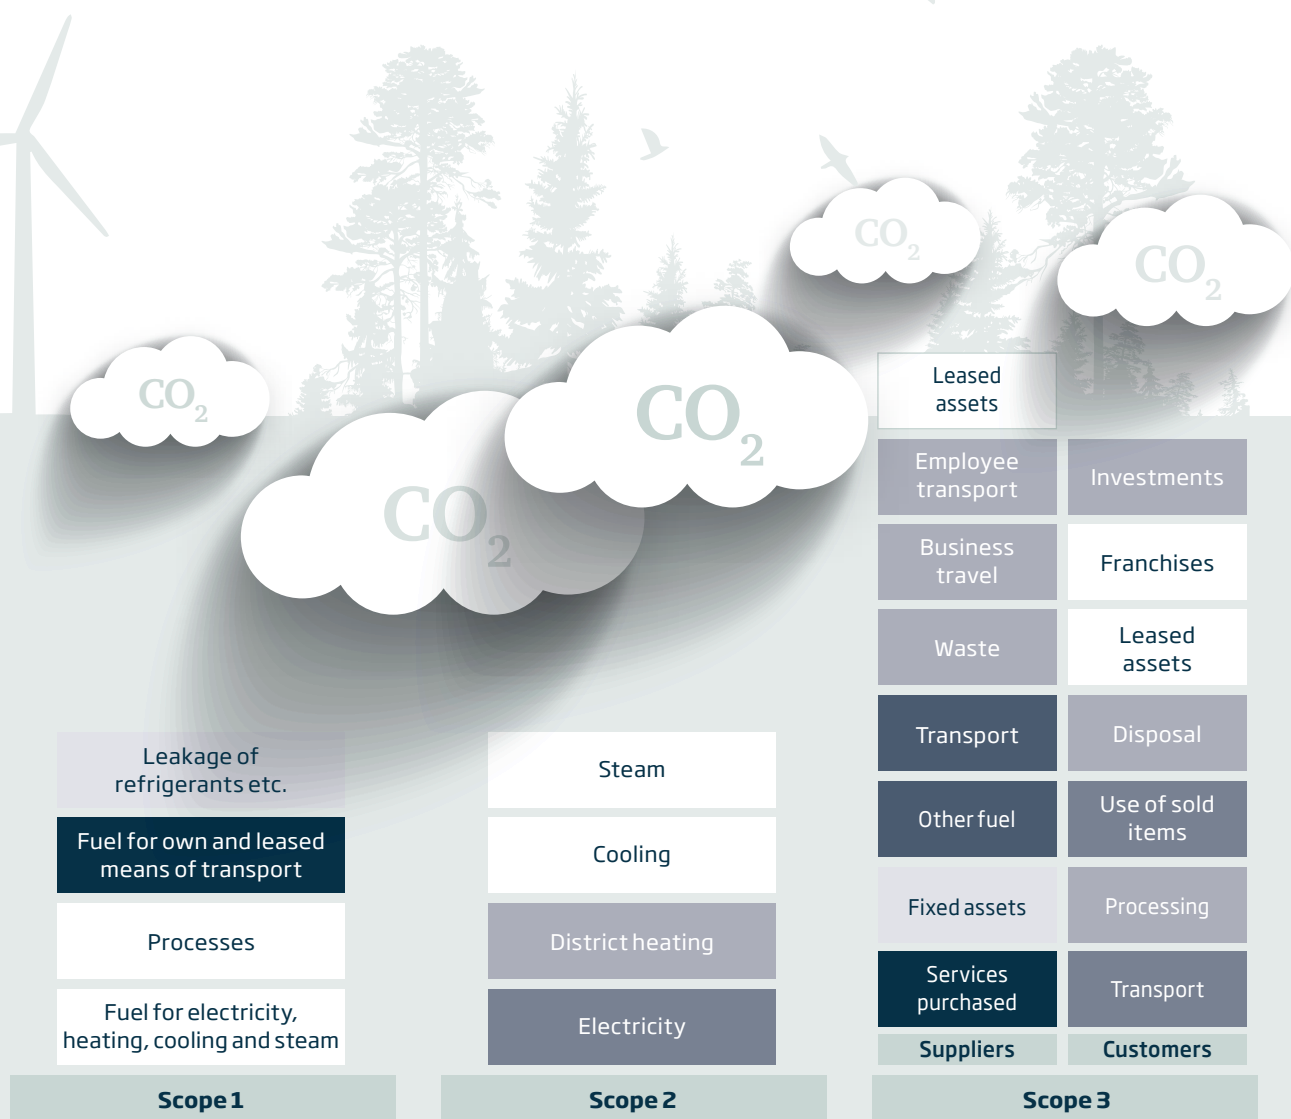 CO2
CO2
CO2
CO2
CO2
Leakage of
refrigerants etc.
Fuel for own and leased
means of transport
Processes
Fuel for electricity,
heating, cooling and steam
Scope 1
Steam
Cooling
District heating
Electricity
Scope 2
Leased
assets
Employee
transport
Business
travel
Waste
Transport
Other fuel
Fixed assets
Services
purchased
Suppliers
Investments
Franchises
Leased
assets
Disposal
Use of sold
items
Processing
Transport
Customers
Scope 3